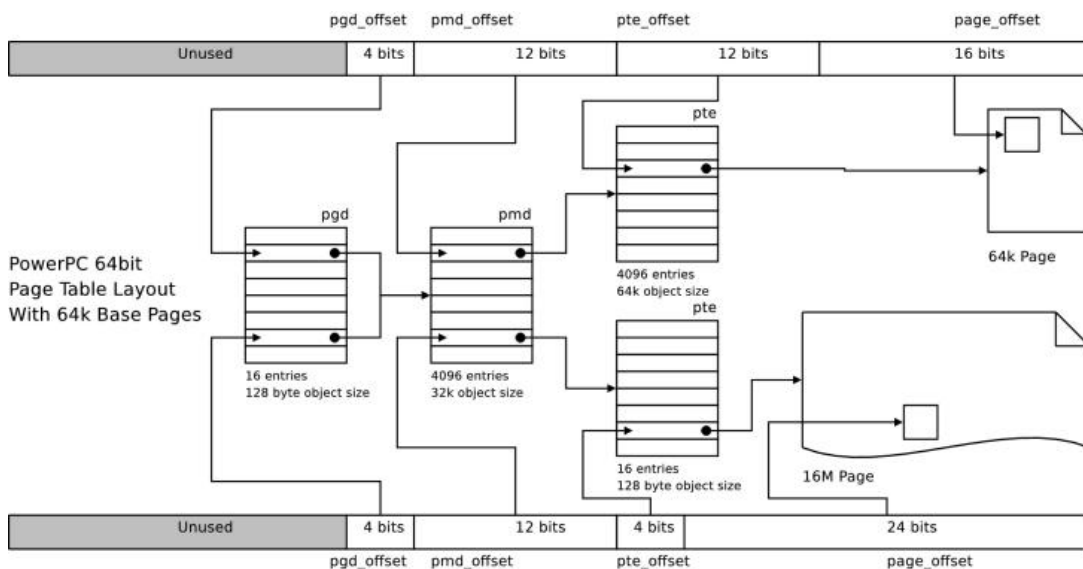 pgd_offset pmd_offset pte_offset page_offset
Unused 4 bits 12 bits 12 bits 16 bits
pte
pgd pmd
PowerPC 64bit
Page Table Layout
With 64k Base Pages
64k Page
4096 entries
64k object size
pte
16 entries
128 byte object size
4096 entries
32k object size
16 entries
128 byte object size
16M Page
Unused 4 bits 12 bits 4 bits 24 bits
pgd_offset pmd_offset pte_offset page_offset